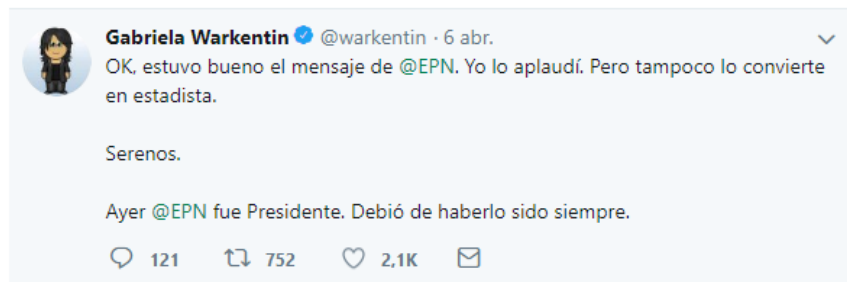 Gabriela Warkentin @warkentin · 6 abr.
OK, estuvo bueno el mensaje de @EPN. Yo lo aplaudí. Pero tampoco lo convierte
en estadista.
Serenos.
Ayer @EPN fue Presidente. Debió de haberlo sido siempre.
121 752 2,1K